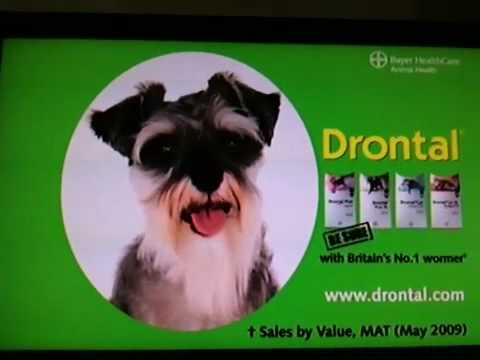 Bayer HealthCare
Animal Health
Drontal
BE SURE
with Britain's No.1 wormer†
www.drontal.com
† Sales by Value, MAT (May 2009)